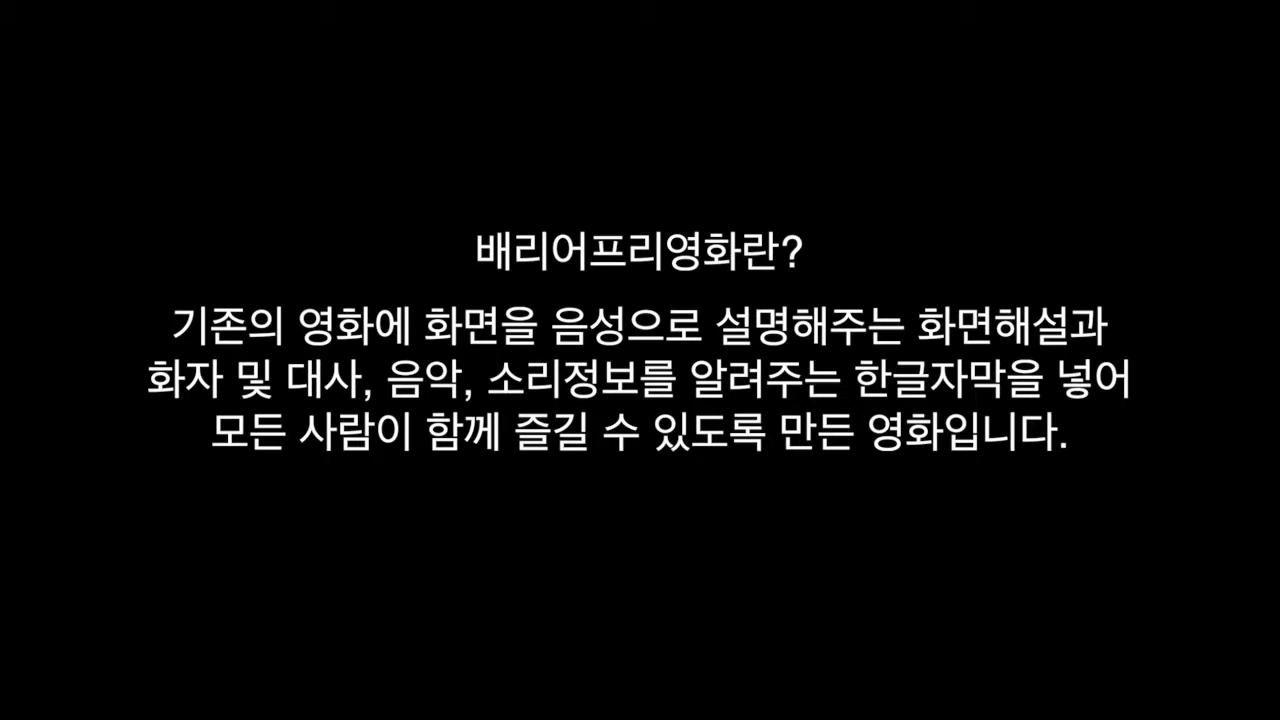 배리어프리영화란?
기존의 영화에 화면을 음성으로 설명해주는 화면해설과
화자 및 대사, 음악, 소리정보를 알려주는 한글자막을 넣어
모든 사람이 함께 즐길 수 있도록 만든 영화입니다.